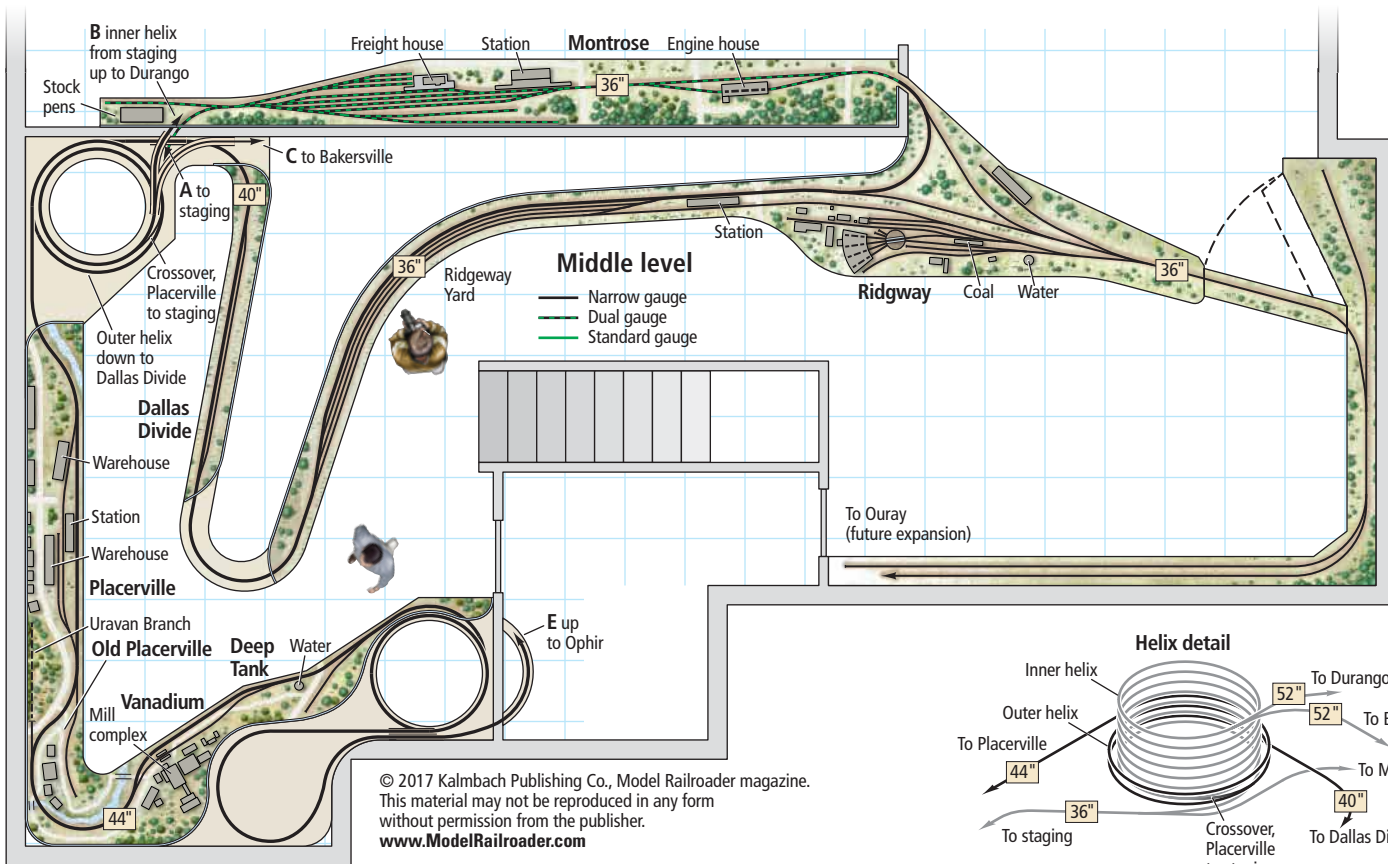 B inner helix
from staging
up to Durango
Freight house
Station
Montrose
Engine house
Stock
pens
36"
C to Bakersville
A to
staging
40"
Station
Crossover,
Placerville
to staging
36"
Ridgeway
Yard
Middle level
Narrow gauge
Dual gauge
Standard gauge
Ridgway
Coal
Water
36"
Outer helix
down to
Dallas Divide
Dallas
Divide
Warehouse
Station
Warehouse
Placerville
To Ouray
(future expansion)
Uravan Branch
Old Placerville
Deep
Tank
Water
E up
to Ophir
Vanadium
Mill
complex
44"
© 2017 Kalmbach Publishing Co., Model Railroader magazine.
This material may not be reproduced in any form
without permission from the publisher.
www.ModelRailroader.com
Helix detail
Inner helix
Outer helix
To Placerville
44"
36"
To staging
52"
To Durango
52"
To
To
40"
To Dallas
Crossover,
Placerville